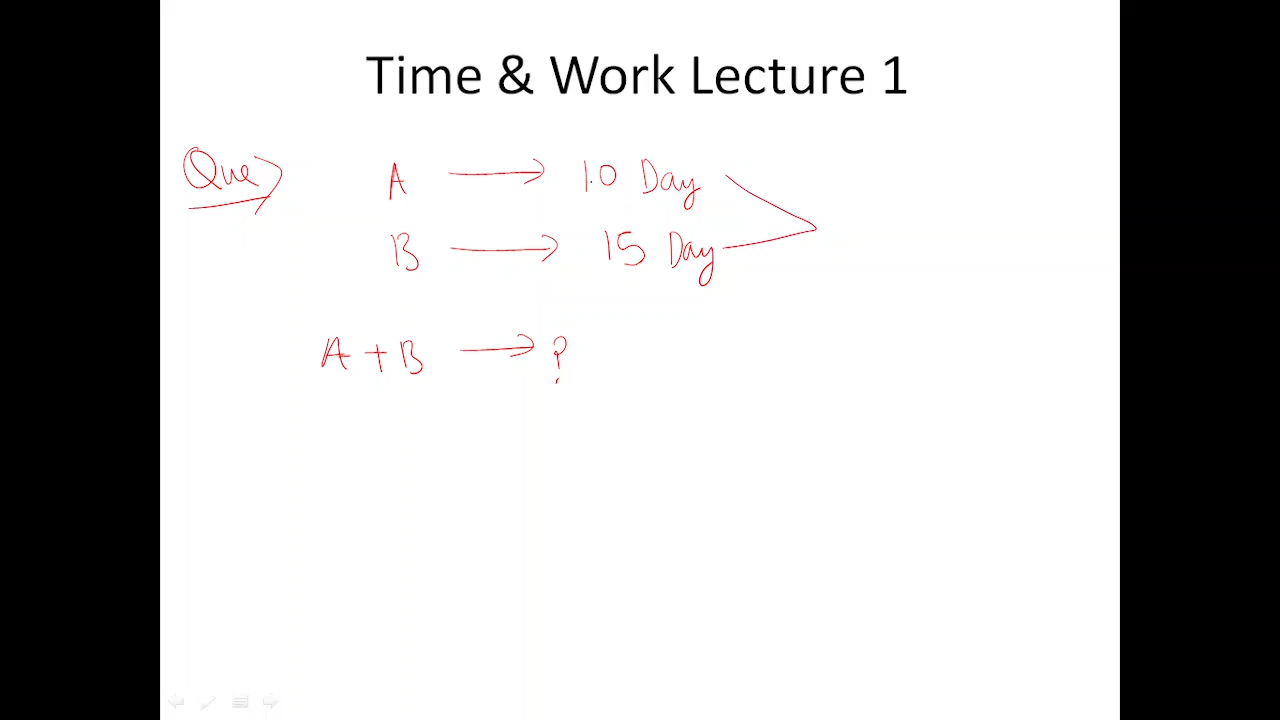 Time & Work Lecture 1
Que
A → 10 Day
B → 15 Day
A + B → ?